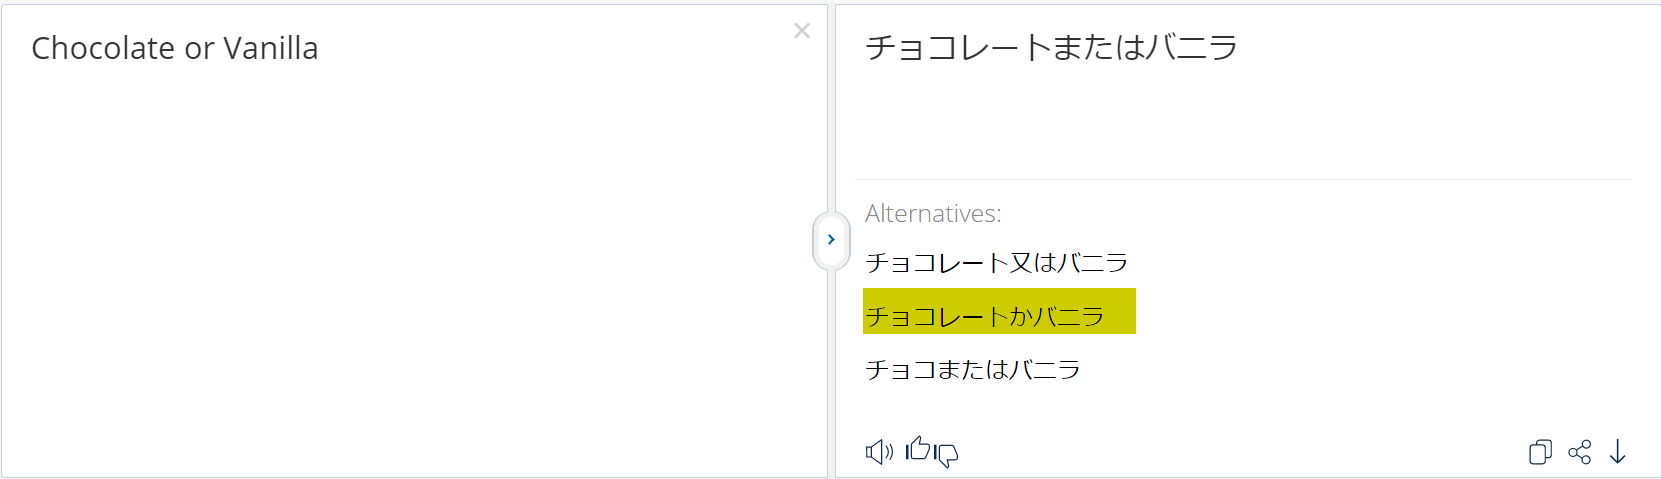 Chocolate or Vanilla
チョコレートまたはバニラ
Alternatives:
チョコレート又はバニラ
チョコレートかバニラ
チョコまたはバニラ